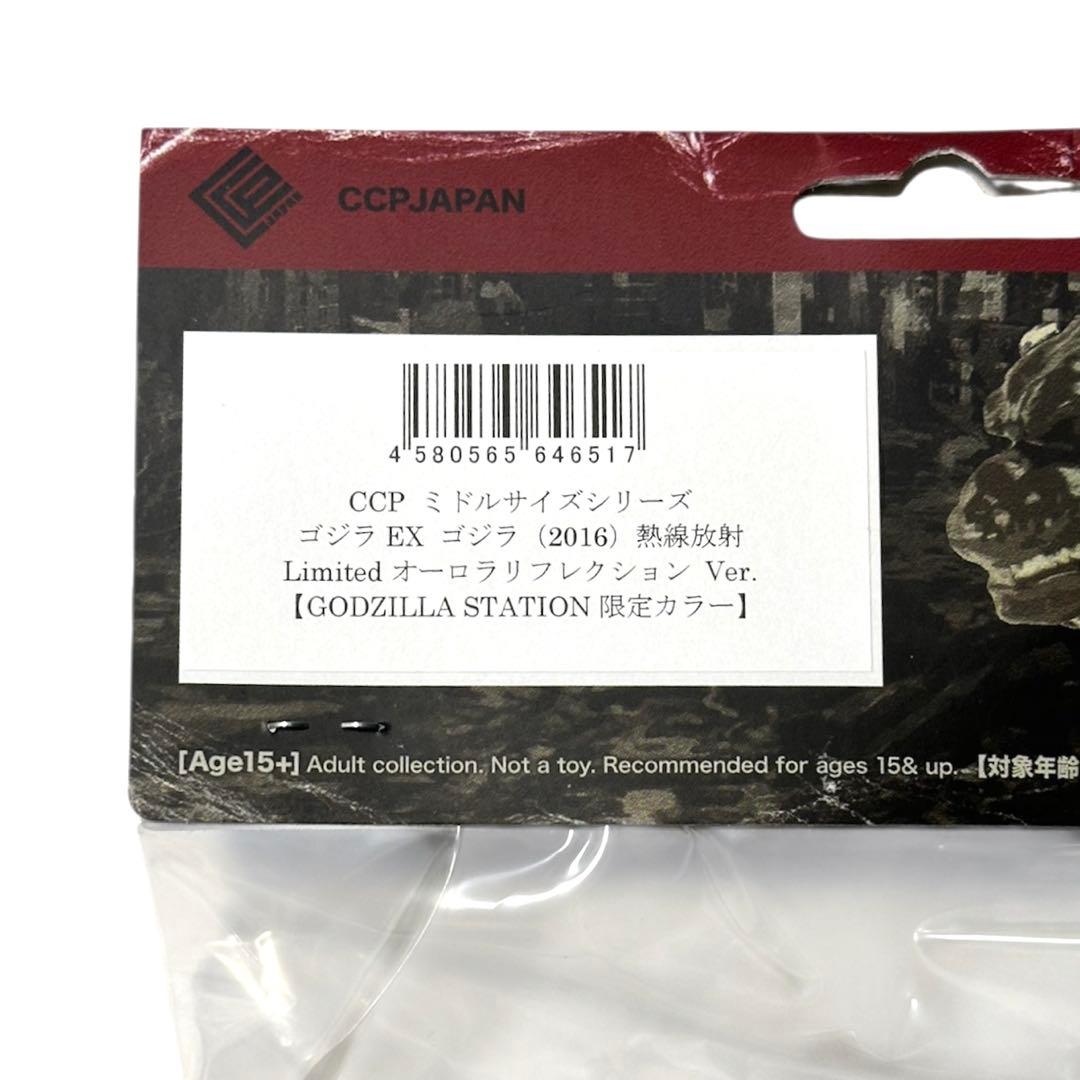 CCP Japan
CCPJAPAN
4 580565 646517
CCP ミドルサイズシリーズ
ゴジラ EX ゴジラ（2016）熱線放射
Limited オーロラリフレクション Ver.
【GODZILLA STATION 限定カラー】
[Age15+] Adult collection. Not a toy. Recommended for ages 15& up. 【対象年齢